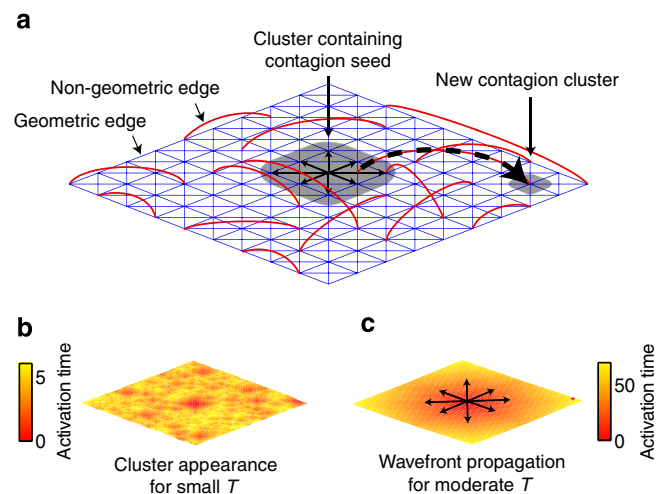 a
Cluster containing
contagion seed
New contagion cluster
Non-geometric edge
Geometric edge
b
5
0
Activation time
Cluster appearance
for small T
c
50
0
Activation time
Wavefront propagation
for moderate T